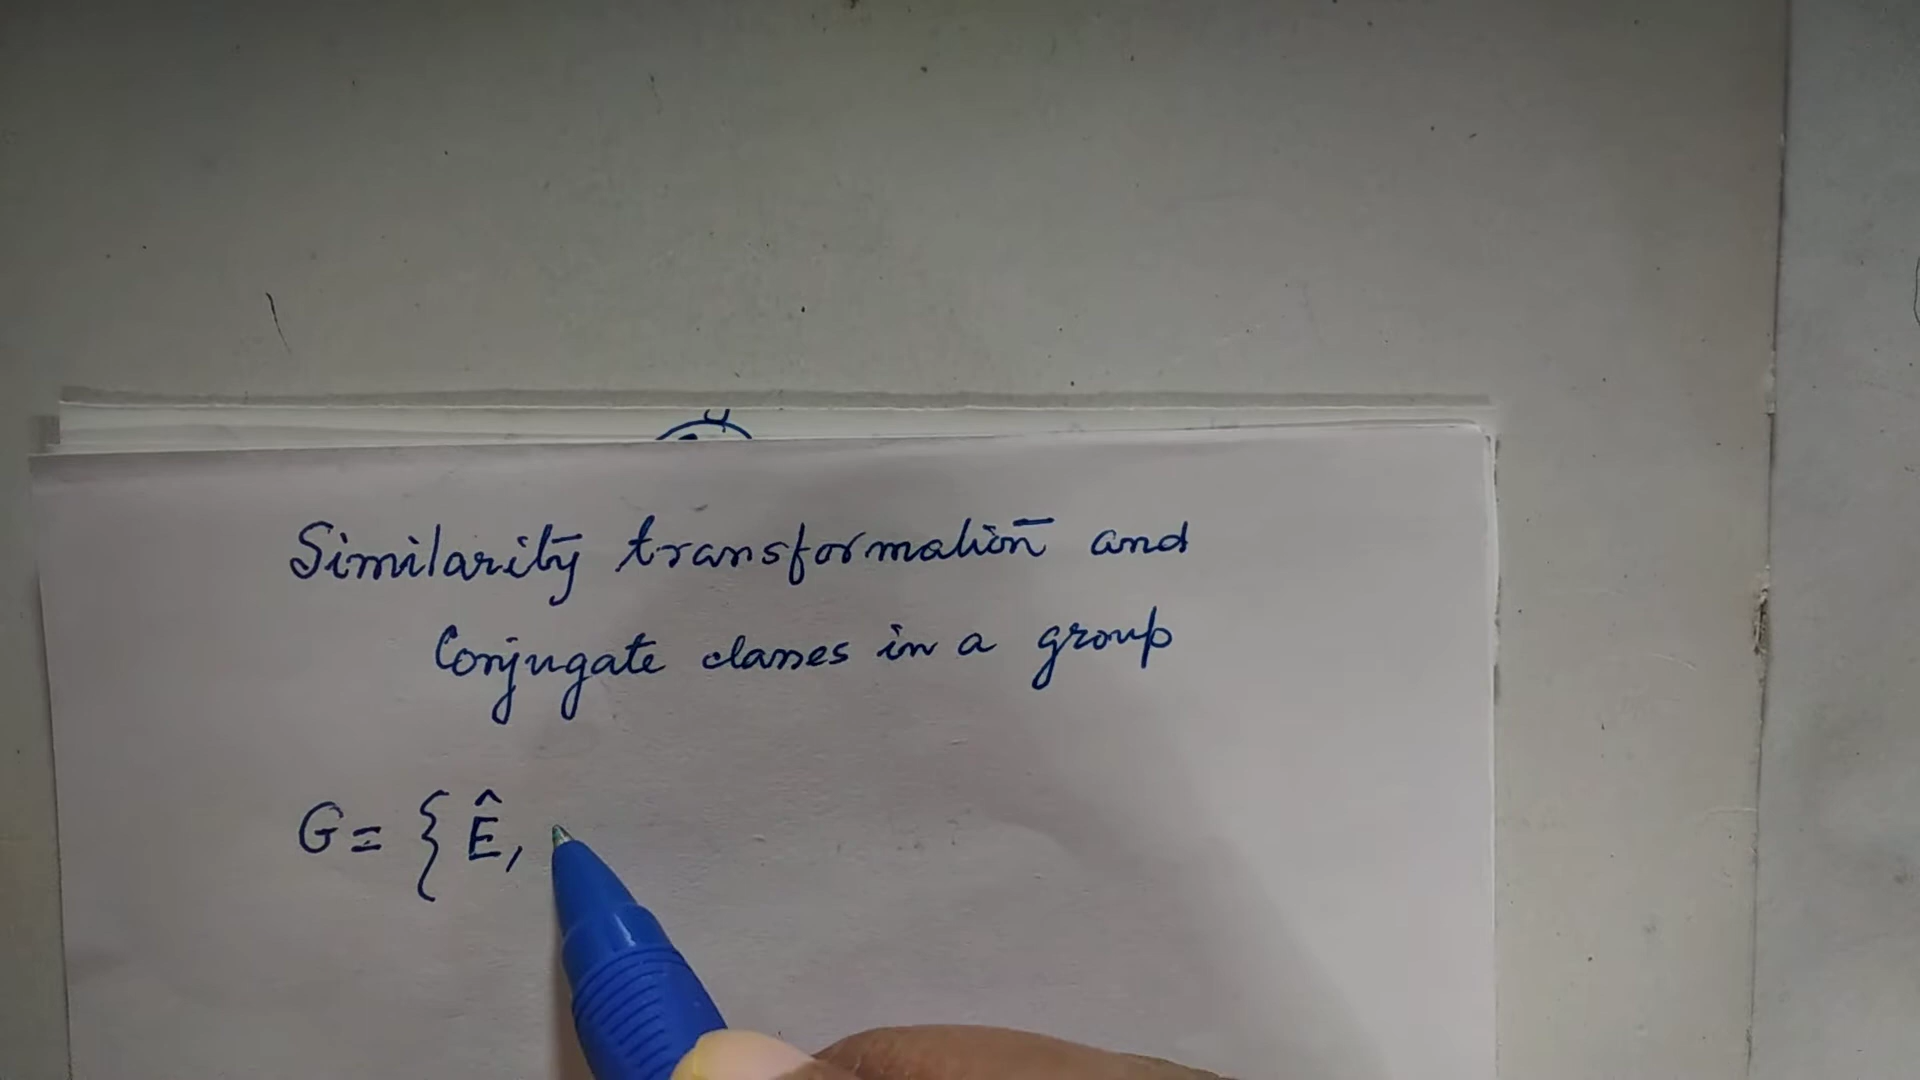 Similarity transformation and
Conjugate classes in a group
G = { Ê,